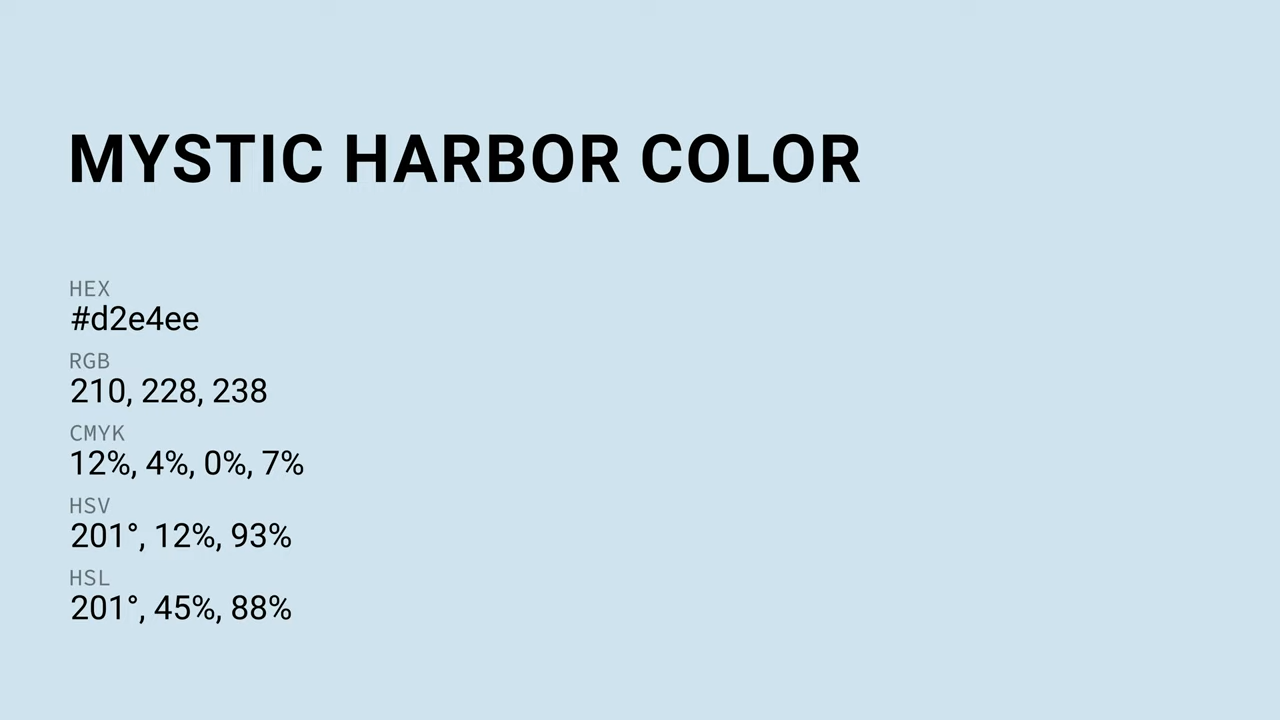 MYSTIC HARBOR COLOR
HEX
#d2e4ee
RGB
210, 228, 238
CMYK
12%, 4%, 0%, 7%
HSV
201°, 12%, 93%
HSL
201°, 45%, 88%